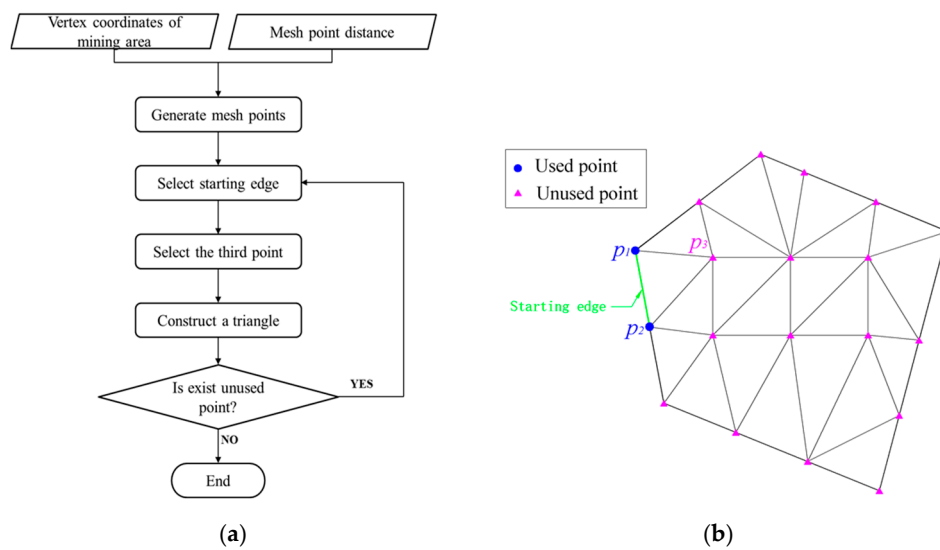 Vertex coordinates of
mining area
Mesh point distance
Generate mesh points
Select starting edge
Select the third point
Construct a triangle
Is exist unused
point?
YES
NO
End
(a)
Used point
Unused point
p1
p3
Starting edge
p2
(b)